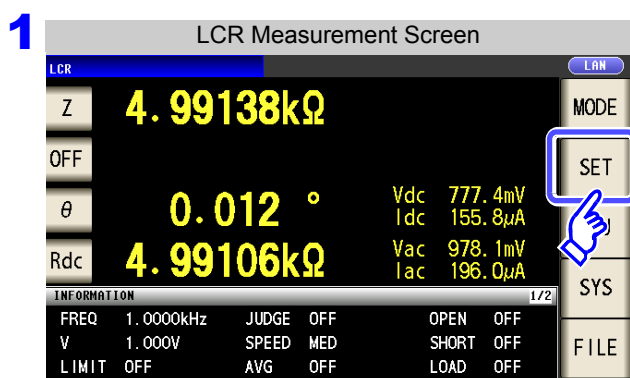 1
LCR Measurement Screen
LCR
LAN
Z 4.99138kΩ
MODE
OFF
SET
θ 0.012 °
Vdc 777.4mV
Idc 155.8μA
Rdc 4.99106kΩ
Vac 978.1mV
Iac 196.0μA
SYS
INFORMATION 1/2
FREQ 1.0000kHz JUDGE OFF OPEN OFF
V 1.000V SPEED MED SHORT OFF
LIMIT OFF AVG OFF LOAD OFF
FILE